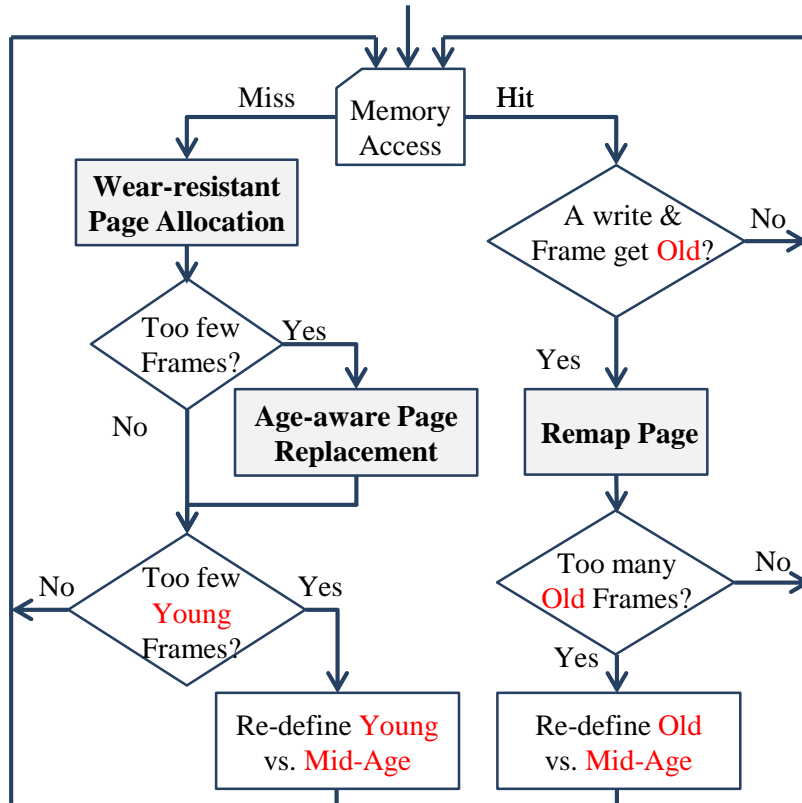 Miss
Memory
Access
Hit
Wear-resistant
Page Allocation
A write &
Frame get Old?
No
Too few
Frames?
Yes
Yes
No
Age-aware Page
Replacement
Remap Page
No
Too few
Young
Frames?
Yes
Too many
Old Frames?
No
Yes
Re-define Young
vs. Mid-Age
Re-define Old
vs. Mid-Age